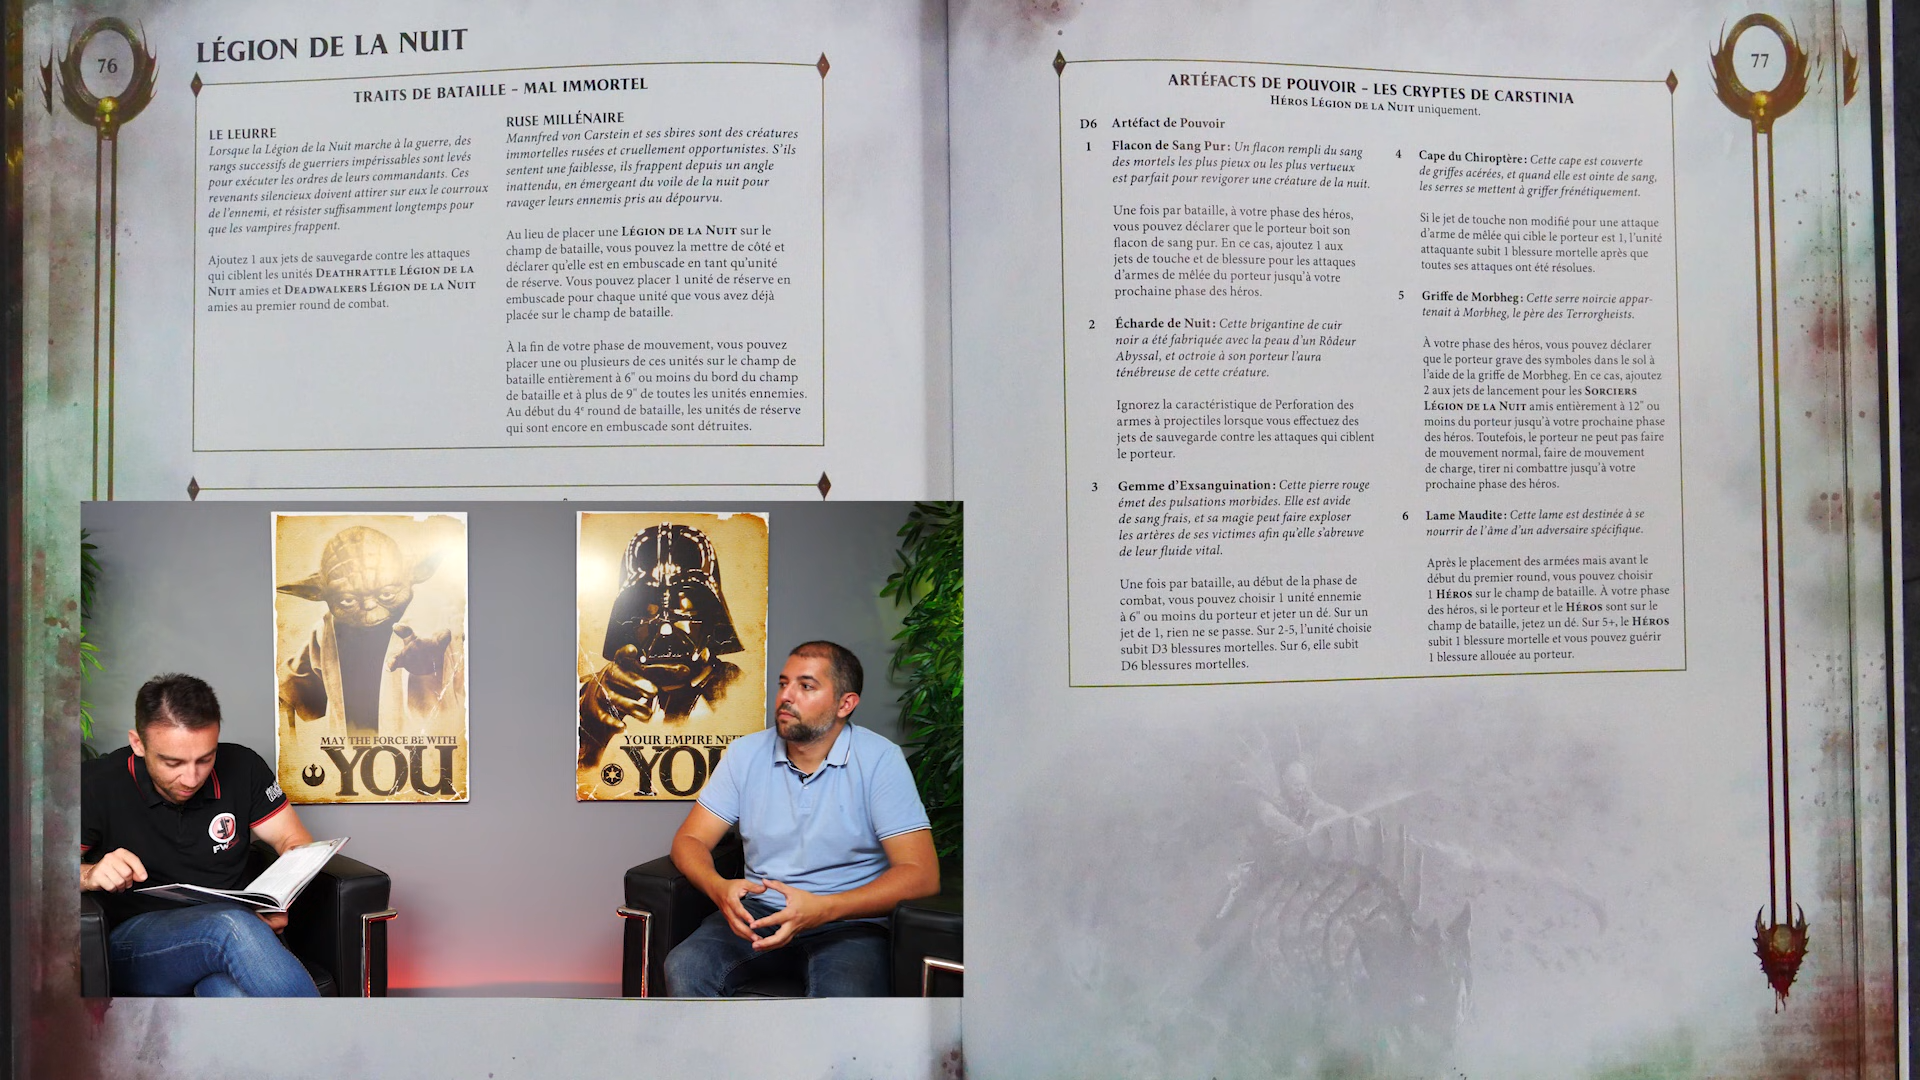 76
LÉGION DE LA NUIT
TRAITS DE BATAILLE – MAL IMMORTEL
LE LEURRE
Lorsque la Légion de la Nuit marche à la guerre, des
rangs successifs de guerriers impérissables sont levés
pour exécuter les ordres de leurs commandants. Ces
revenants silencieux doivent attirer sur eux le courroux
de l'ennemi, et résister suffisamment longtemps pour
que les vampires frappent.
Ajoutez 1 aux jets de sauvegarde contre les attaques
qui ciblent les unités DEATHRATTLE LÉGION DE LA
NUIT amies et DEADWALKERS LÉGION DE LA NUIT
amies au premier round de combat.
RUSE MILLÉNAIRE
Mannfred von Carstein et ses sbires sont des créatures
immortelles rusées et cruellement opportunistes. S'ils
sentent une faiblesse, ils frappent depuis un angle
inattendu, en émergeant du voile de la nuit pour
ravager leurs ennemis pris au dépourvu.
Au lieu de placer une LÉGION DE LA NUIT sur le
champ de bataille, vous pouvez la mettre de côté et
déclarer qu'elle est en embuscade en tant qu'unité
de réserve. Vous pouvez placer 1 unité de réserve en
embuscade pour chaque unité que vous avez déjà
placée sur le champ de bataille.
À la fin de votre phase de mouvement, vous pouvez
placer une ou plusieurs de ces unités sur le champ de
bataille entièrement à 6" ou moins du bord du champ
de bataille et à plus de 9" de toutes les unités ennemies.
Au début du 4e round de bataille, les unités de réserve
qui sont encore en embuscade sont détruites.
77
ARTÉFACTS DE POUVOIR – LES CRYPTES DE CARSTINIA
HÉROS LÉGION DE LA NUIT uniquement.
D6 Artéfact de Pouvoir
1 Flacon de Sang Pur : Un flacon rempli du sang
des mortels les plus pieux ou les plus vertueux
est parfait pour revigorer une créature de la nuit.
Une fois par bataille, à votre phase des héros,
vous pouvez déclarer que le porteur boit son
flacon de sang pur. En ce cas, ajoutez 1 aux
jets de touche et de blessure pour les attaques
d'armes de mêlée du porteur jusqu'à votre
prochaine phase des héros.
2 Écharde de Nuit : Cette brigantine de cuir
noir a été fabriquée avec la peau d'un Rôdeur
Abyssal, et octroie à son porteur l'aura
ténébreuse de cette créature.
Ignorez la caractéristique de Perforation des
armes à projectiles lorsque vous effectuez des
jets de sauvegarde contre les attaques qui ciblent
le porteur.
3 Gemme d'Exsanguination : Cette pierre rouge
émet des pulsations morbides. Elle est avide
de sang frais, et sa magie peut faire exploser
les artères de ses victimes afin qu'elle s'abreuve
de leur fluide vital.
Une fois par bataille, au début de la phase de
combat, vous pouvez choisir 1 unité ennemie
à 6" ou moins du porteur et jeter un dé. Sur un
jet de 1, rien ne se passe. Sur 2-5, l'unité choisie
subit D3 blessures mortelles. Sur 6, elle subit
D6 blessures mortelles.
4 Cape du Chiroptère : Cette cape est couverte
de griffes acérées, et quand elle est ointe de sang,
les serres se mettent à griffer frénétiquement.
Si le jet de touche non modifié pour une attaque
d'arme de mêlée qui cible le porteur est 1, l'unité
attaquante subit 1 blessure mortelle après que
toutes ses attaques ont été résolues.
5 Griffe de Morbheg : Cette serre noircie appar-
tenait à Morbheg, le père des Terrorgheists.
À votre phase des héros, vous pouvez déclarer
que le porteur grave des symboles dans le sol à
l'aide de la griffe de Morbheg. En ce cas, ajoutez
2 aux jets de lancement pour les SORCIERS
LÉGION DE LA NUIT amis entièrement à 12" ou
moins du porteur jusqu'à votre prochaine phase
des héros. Toutefois, le porteur ne peut pas faire
de mouvement normal, faire de mouvement
de charge, tirer ni combattre jusqu'à votre
prochaine phase des héros.
6 Lame Maudite : Cette lame est destinée à se
nourrir de l'âme d'un adversaire spécifique.
Après le placement des armées mais avant le
début du premier round, vous pouvez choisir
1 HÉROS sur le champ de bataille. À votre phase
des héros, si le porteur et le HÉROS sont sur le
champ de bataille, jetez un dé. Sur 5+, le HÉROS
subit 1 blessure mortelle et vous pouvez guérir
1 blessure allouée au porteur.
MAY THE FORCE BE WITH
YOU
YOUR EMPIRE
YOU
FW